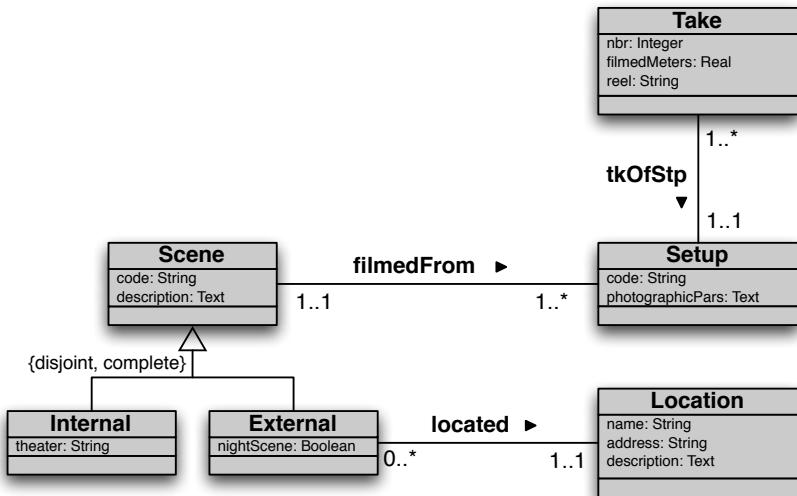 Take
nbr: Integer
filmedMeters: Real
reel: String
1..*
tkOfStp
▼
1..1
Scene
code: String
description: Text
filmedFrom ►
1..1
1..*
Setup
code: String
photographicPars: Text
{disjoint, complete}
Internal
theater: String
External
nightScene: Boolean
located ►
0..*
1..1
Location
name: String
address: String
description: Text